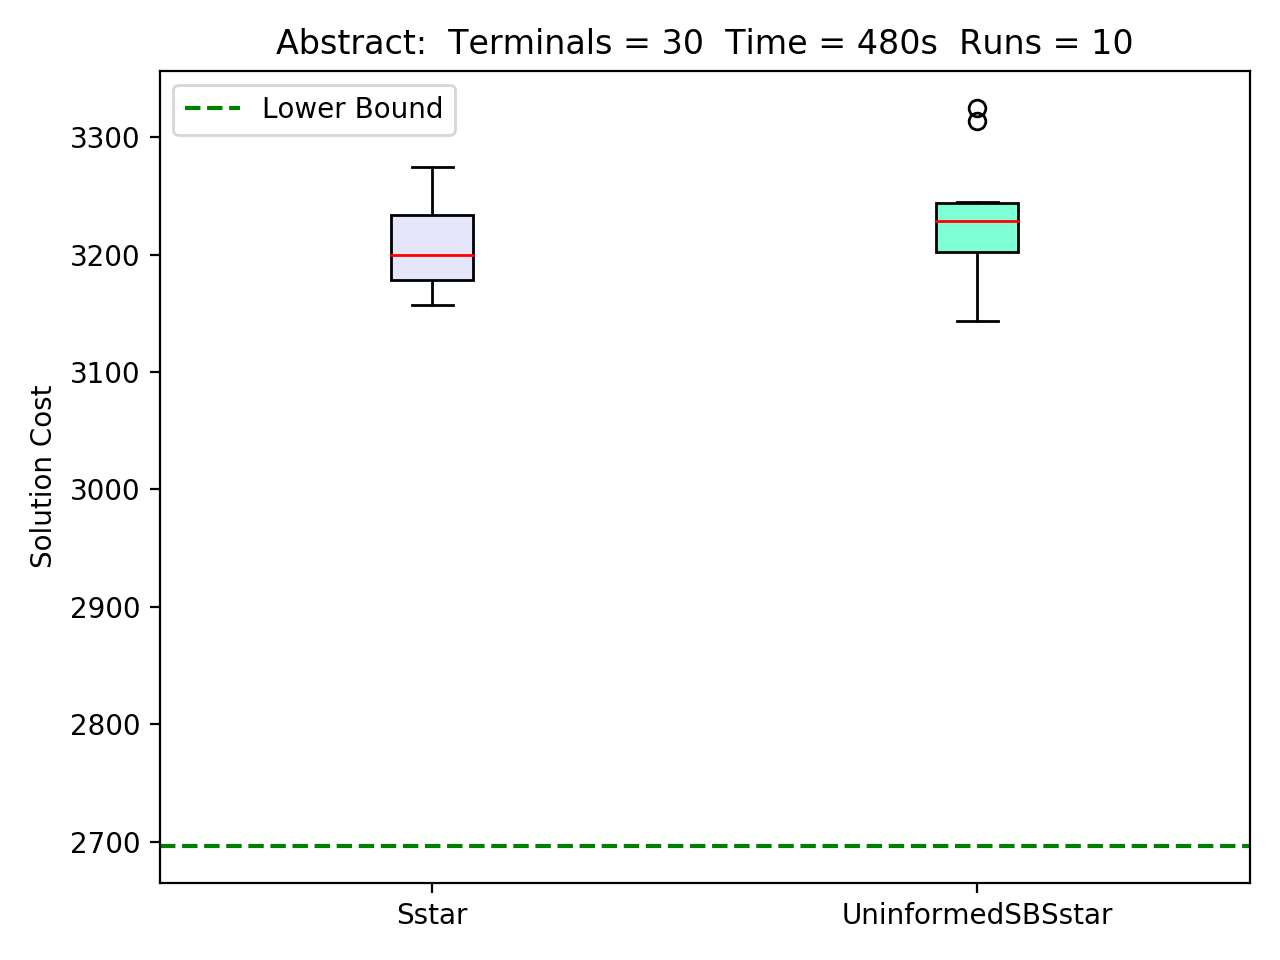 Abstract:  Terminals = 30  Time = 480s  Runs = 10
Lower Bound
3300
3200
3100
3000
2900
2800
2700
Solution Cost
Sstar
UninformedSBSstar